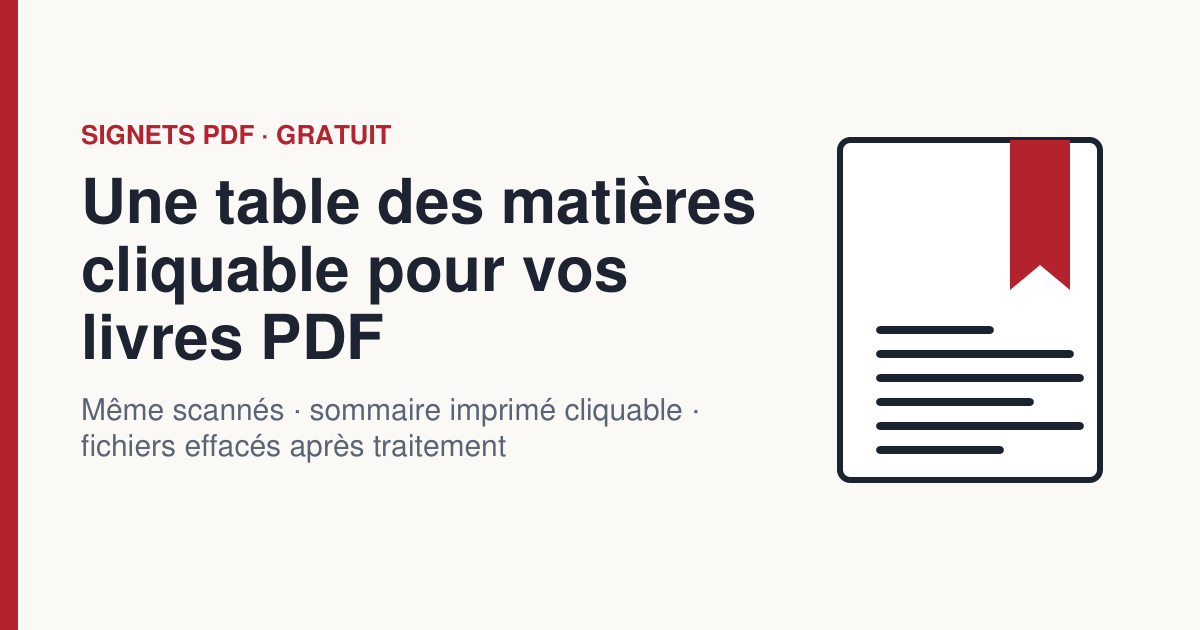 SIGNETS PDF · GRATUIT
Une table des matières
cliquable pour vos
livres PDF
Même scannés · sommaire imprimé cliquable ·
fichiers effacés après traitement